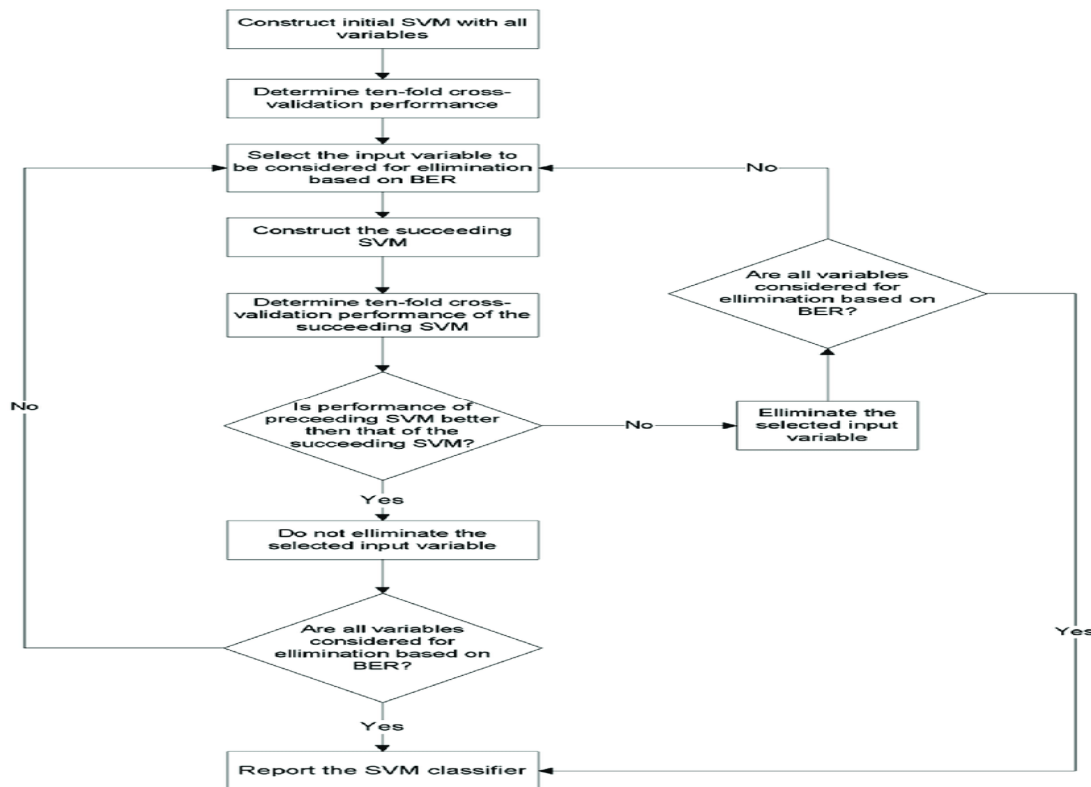 Construct initial SVM with all
variables
Determine ten-fold cross-
validation performance
Select the input variable to
be considered for ellimination
based on BER
Construct the succeeding
SVM
Determine ten-fold cross-
validation performance of the
succeeding SVM
Is performance of
preceeding SVM better
then that of the
succeeding SVM?
No
Elliminate the
selected input
variable
Are all variables
considered for
ellimination based on
BER?
No
Yes
Yes
Do not elliminate the
selected input variable
Are all variables
considered for
ellimination based on
BER?
No
Yes
Report the SVM classifier